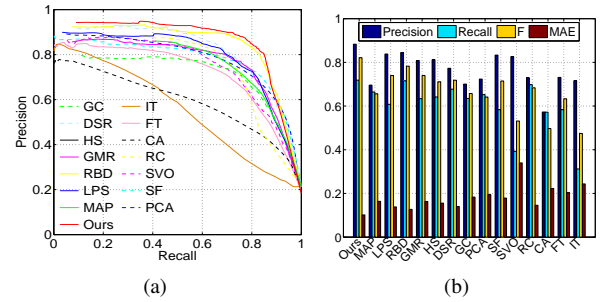 1
0.8
0.6
0.4
0.2
0
Precision
0 0.2 0.4 0.6 0.8 1
Recall
GC IT
DSR FT
HS CA
GMR RC
RBD SVO
LPS SF
MAP PCA
Ours
(a)
1
0.8
0.6
0.4
0.2
0
Precision Recall F MAE
Ours MAP LPS RBD GMR HS DSR GC PCA SF SVO RC CA FT IT
(b)